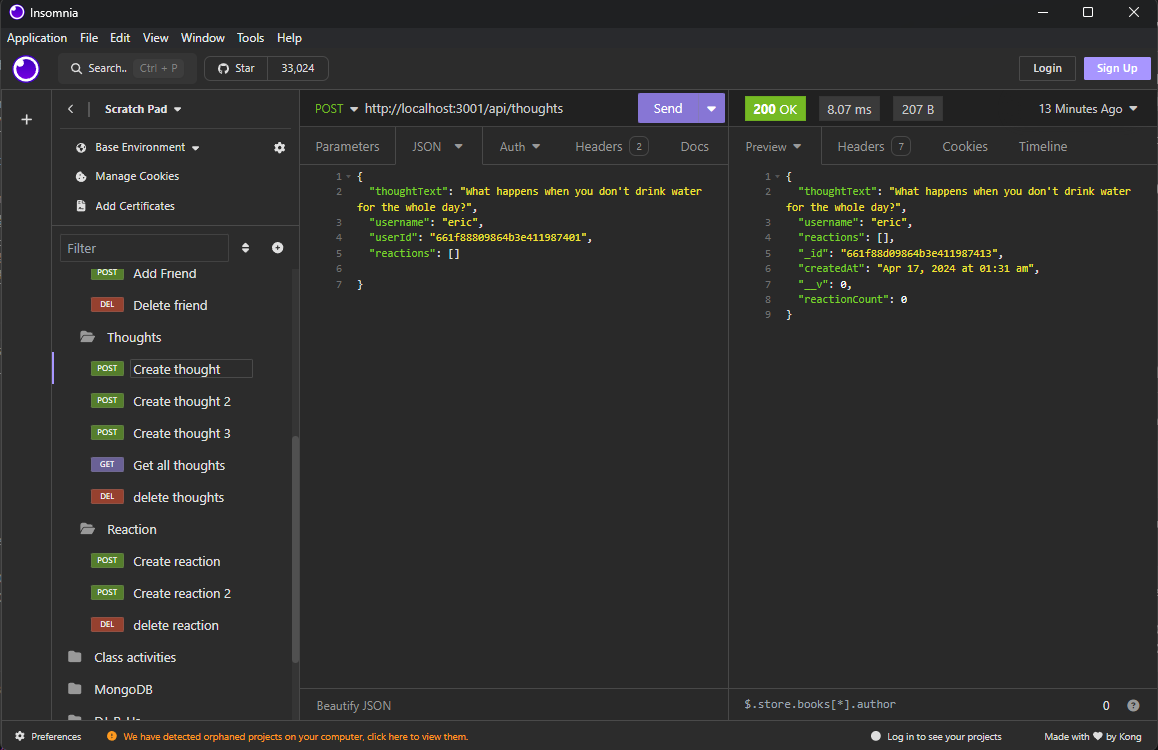 Insomnia
Application File Edit View Window Tools Help
Search.. Ctrl + P Star 33,024 Login Sign Up
Scratch Pad
Base Environment
Manage Cookies
Add Certificates
Filter
POST Add Friend
DEL Delete friend
Thoughts
POST Create thought
POST Create thought 2
POST Create thought 3
GET Get all thoughts
DEL delete thoughts
Reaction
POST Create reaction
POST Create reaction 2
DEL delete reaction
Class activities
MongoDB
POST http://localhost:3001/api/thoughts Send
Parameters JSON Auth Headers 2 Docs
1 {
2 "thoughtText": "What happens when you don't drink water
for the whole day?",
3 "username": "eric",
4 "userId": "661f88809864b3e411987401",
5 "reactions": []
6
7 }
Beautify JSON
200 OK 8.07 ms 207 B 13 Minutes Ago
Preview Headers 7 Cookies Timeline
1 {
2 "thoughtText": "What happens when you don't drink water
for the whole day?",
3 "username": "eric",
4 "reactions": [],
5 "_id": "661f88d09864b3e411987413",
6 "createdAt": "Apr 17, 2024 at 01:31 am",
7 "__v": 0,
8 "reactionCount": 0
9 }
$.store.books[*].author 0 ?
Preferences We have detected orphaned projects on your computer, click here to view them. Log in to see your projects Made with ♥ by Kong